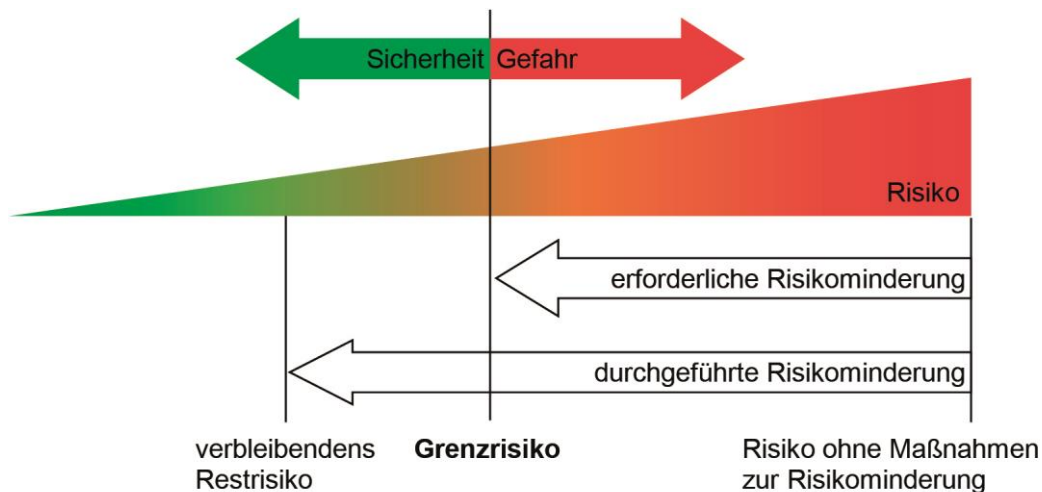 Sicherheit Gefahr
Risiko
erforderliche Risikominderung
durchgeführte Risikominderung
verbleibendens
Restrisiko
Grenzrisiko
Risiko ohne Maßnahmen
zur Risikominderung